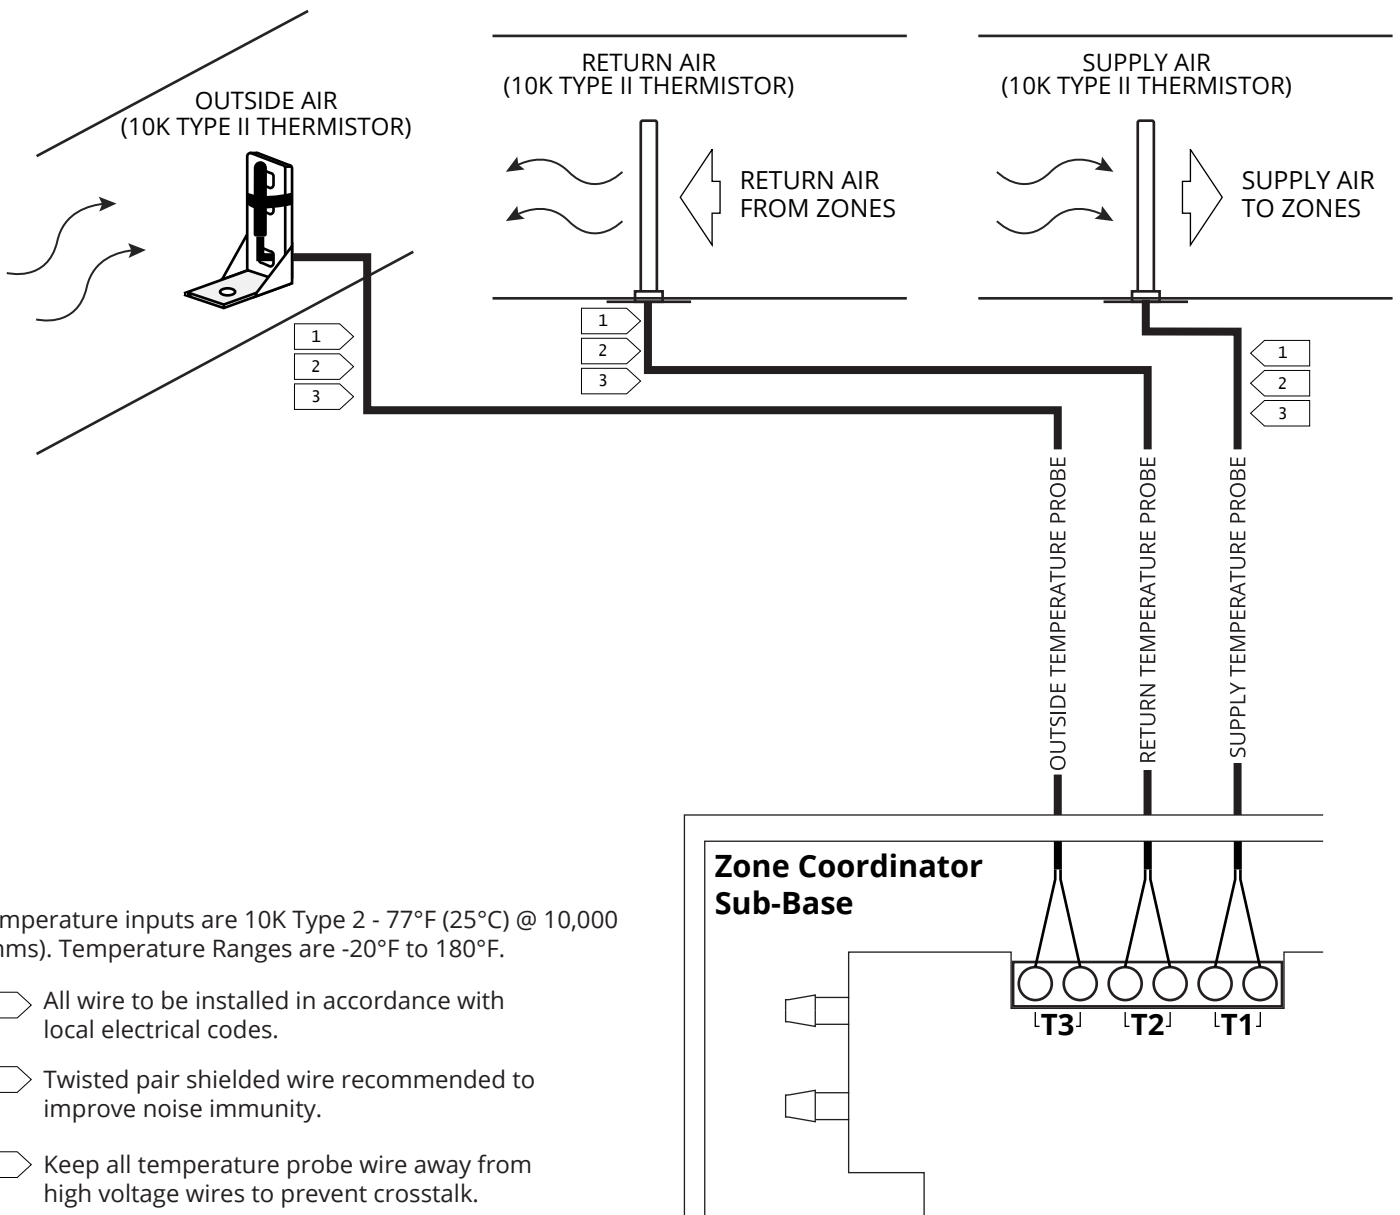 OUTSIDE AIR
(10K TYPE II THERMISTOR)
RETURN AIR
(10K TYPE II THERMISTOR)
RETURN AIR
FROM ZONES
SUPPLY AIR
(10K TYPE II THERMISTOR)
SUPPLY AIR
TO ZONES
1
2
3
1
2
3
1
2
3
OUTSIDE TEMPERATURE PROBE
RETURN TEMPERATURE PROBE
SUPPLY TEMPERATURE PROBE
Zone Coordinator
Sub-Base
T3
T2
T1
mperature inputs are 10K Type 2 - 77°F (25°C) @ 10,000
ms). Temperature Ranges are -20°F to 180°F.
All wire to be installed in accordance with
local electrical codes.
Twisted pair shielded wire recommended to
improve noise immunity.
Keep all temperature probe wire away from
high voltage wires to prevent crosstalk.